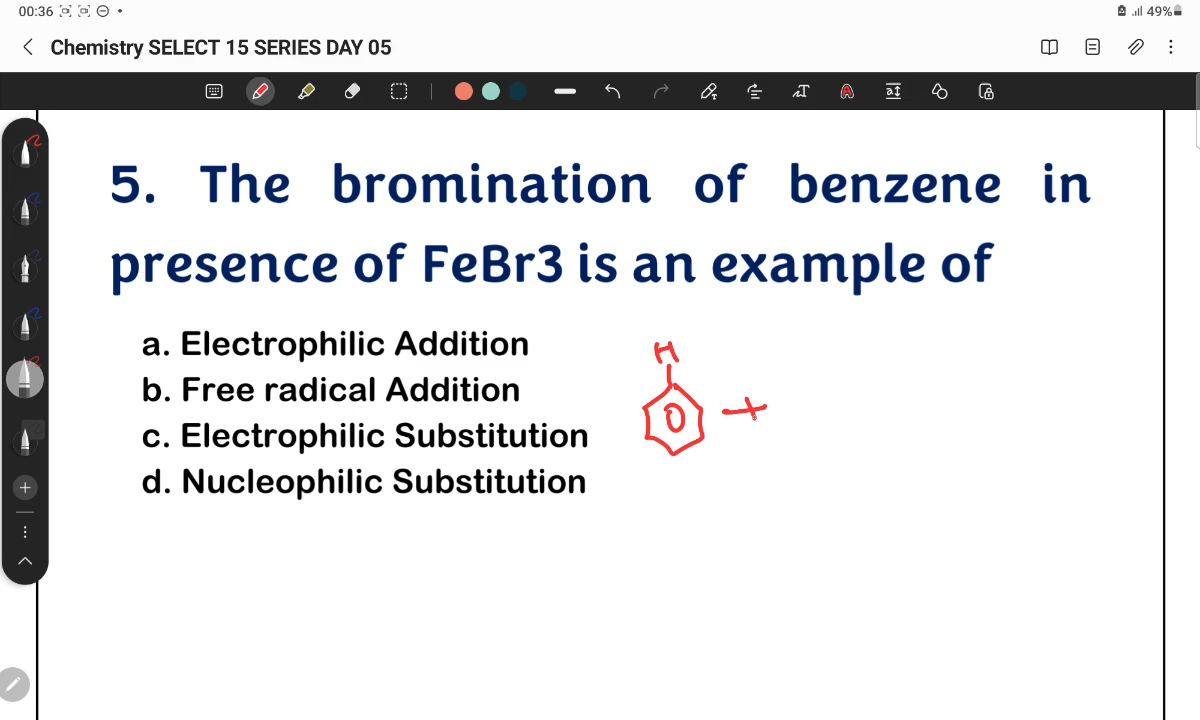 00:36
49%
Chemistry SELECT 15 SERIES DAY 05
5. The bromination of benzene in
presence of FeBr3 is an example of
a. Electrophilic Addition
b. Free radical Addition
c. Electrophilic Substitution
d. Nucleophilic Substitution
H
+